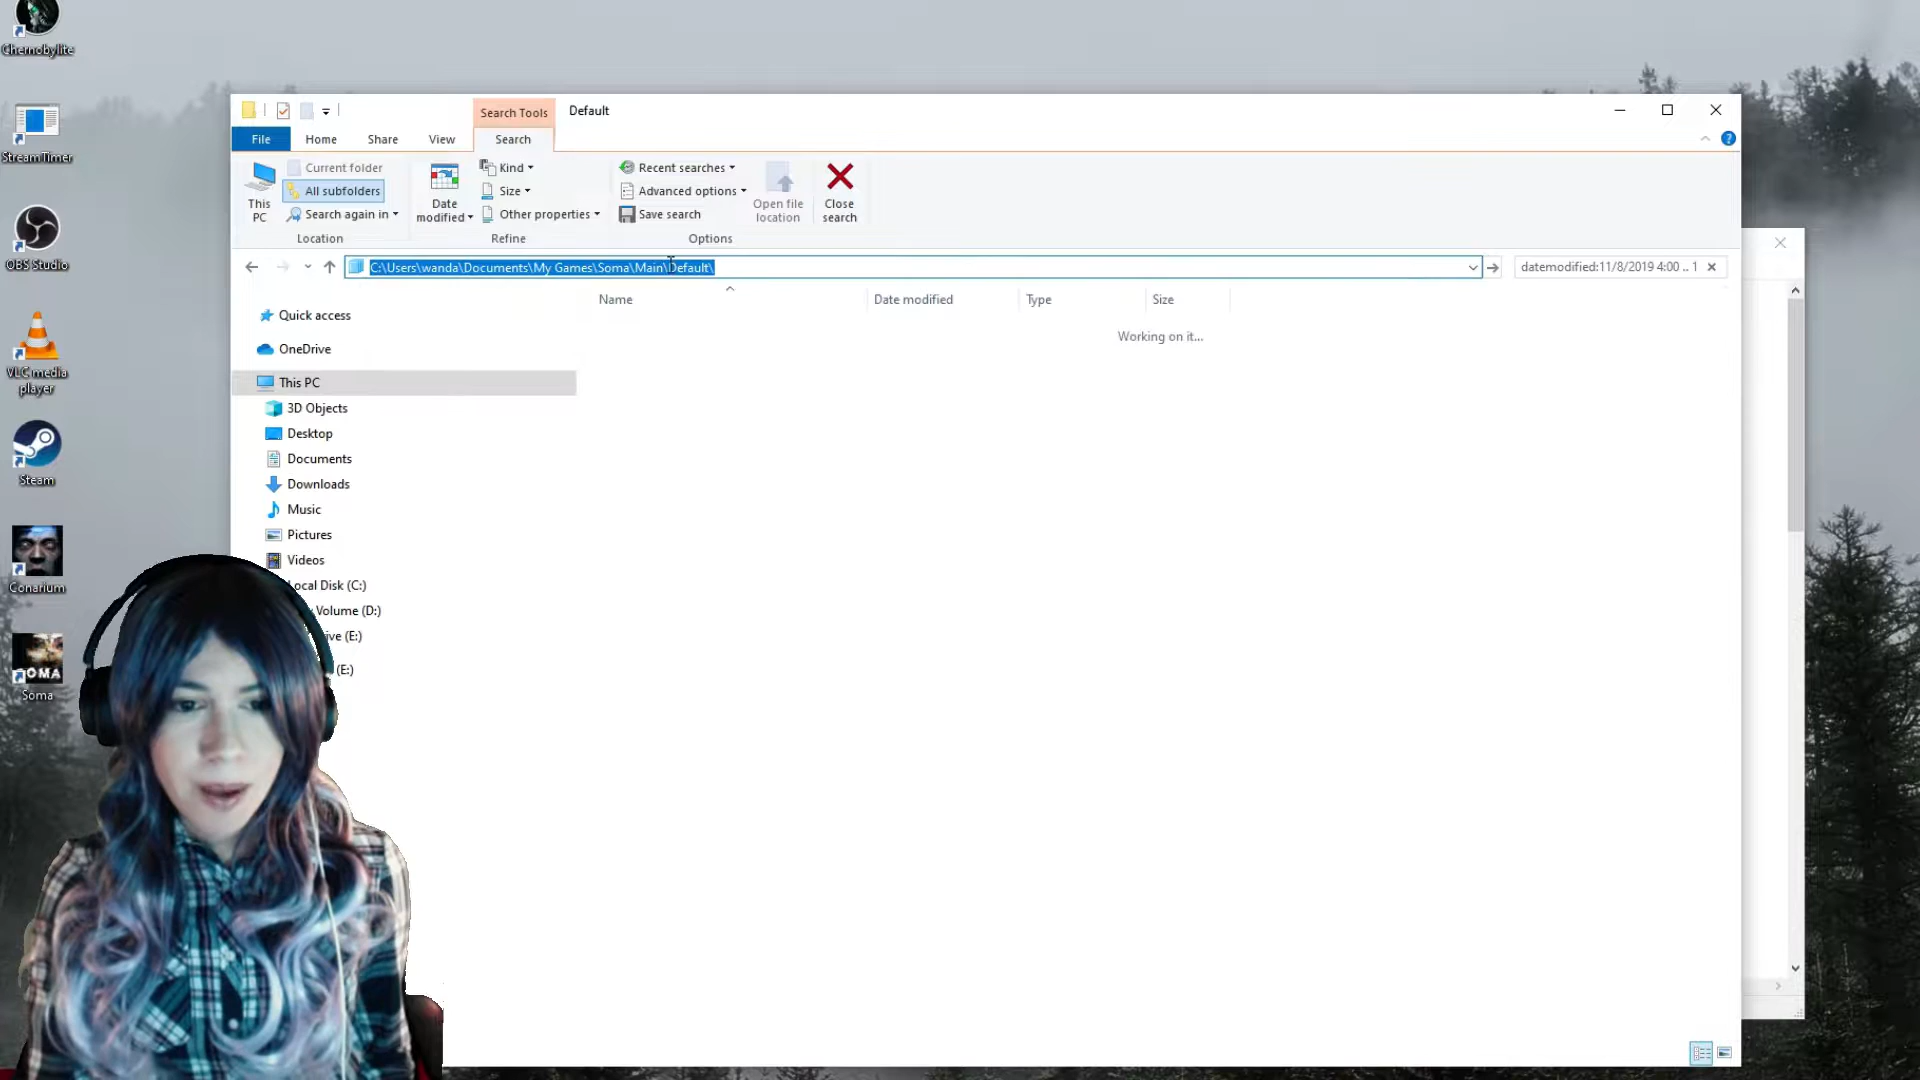 Chernobylite
StreamTimer
OBS Studio
VLC media
player
Steam
Conarium
SOMA
Soma
Search Tools
Default
File
Home
Share
View
Search
This
PC
Current folder
All subfolders
Search again in
Location
Date
modified
Kind
Size
Other properties
Refine
Recent searches
Advanced options
Save search
Options
Open file
location
Close
search
C:\Users\wanda\Documents\My Games\Soma\Main\Default\
datemodified:11/8/2019 4:00 .. 1
Name
Date modified
Type
Size
Working on it...
Quick access
OneDrive
This PC
3D Objects
Desktop
Documents
Downloads
Music
Pictures
Videos
Local Disk (C:)
Volume (D:)
ive (E:)
(E:)